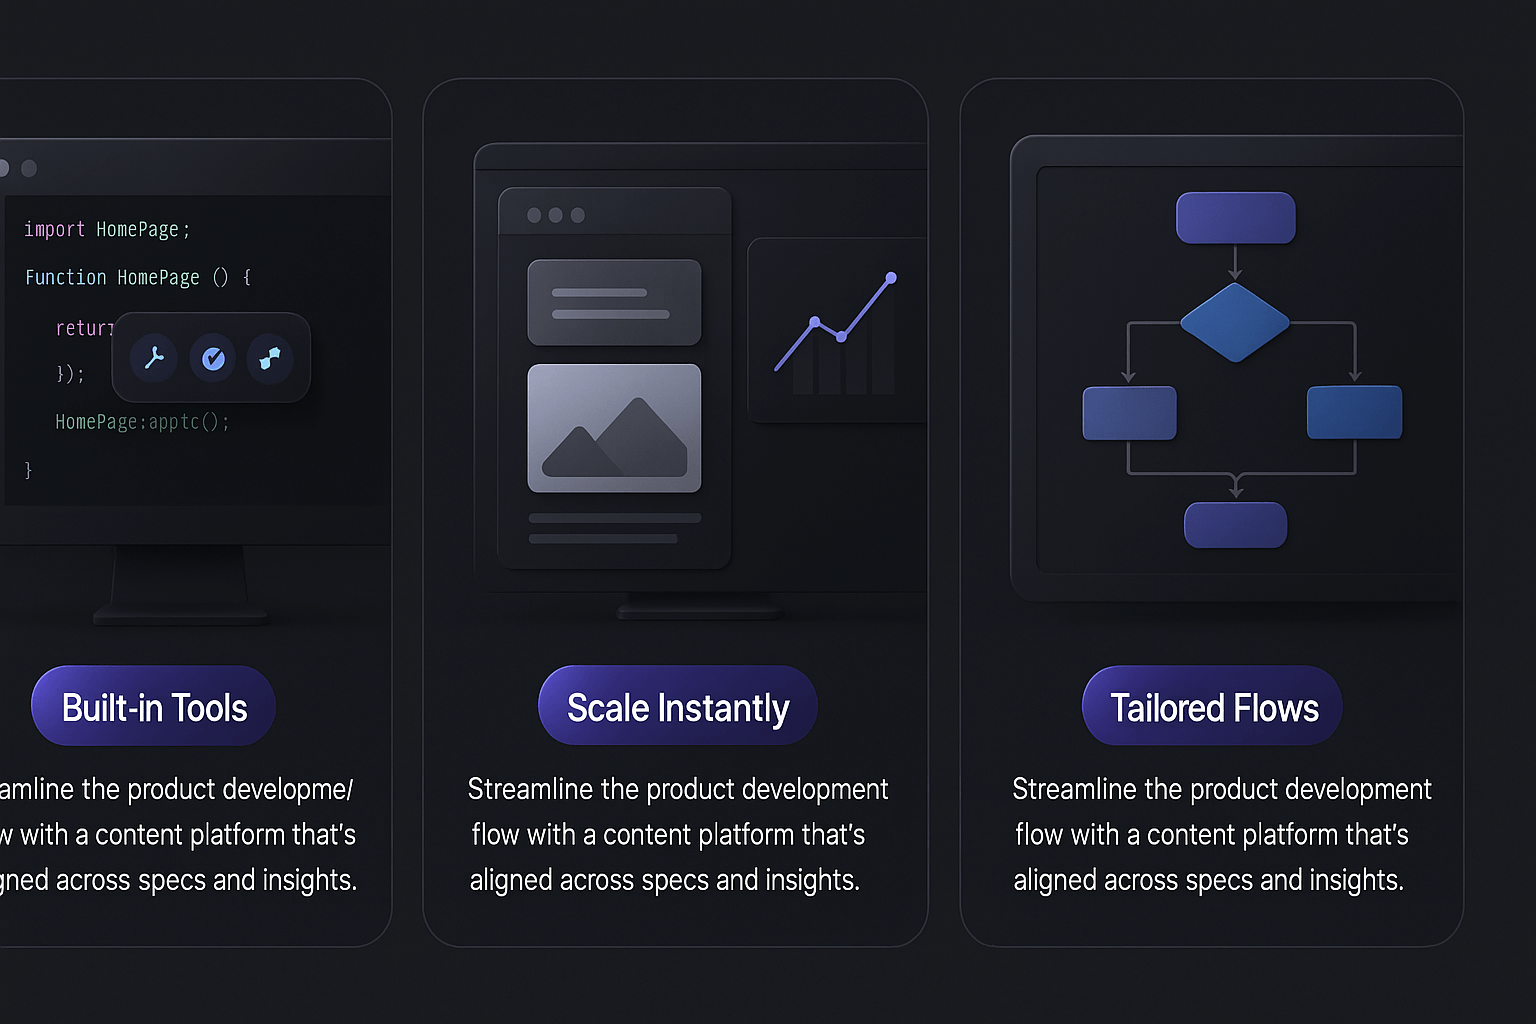 import HomePage;
Function HomePage () {
return
});
HomePage:apptc();
}
Built-in Tools
amline the product developme/
w with a content platform that's
gned across specs and insights.
Scale Instantly
Streamline the product development
flow with a content platform that's
aligned across specs and insights.
Tailored Flows
Streamline the product development
flow with a content platform that's
aligned across specs and insights.